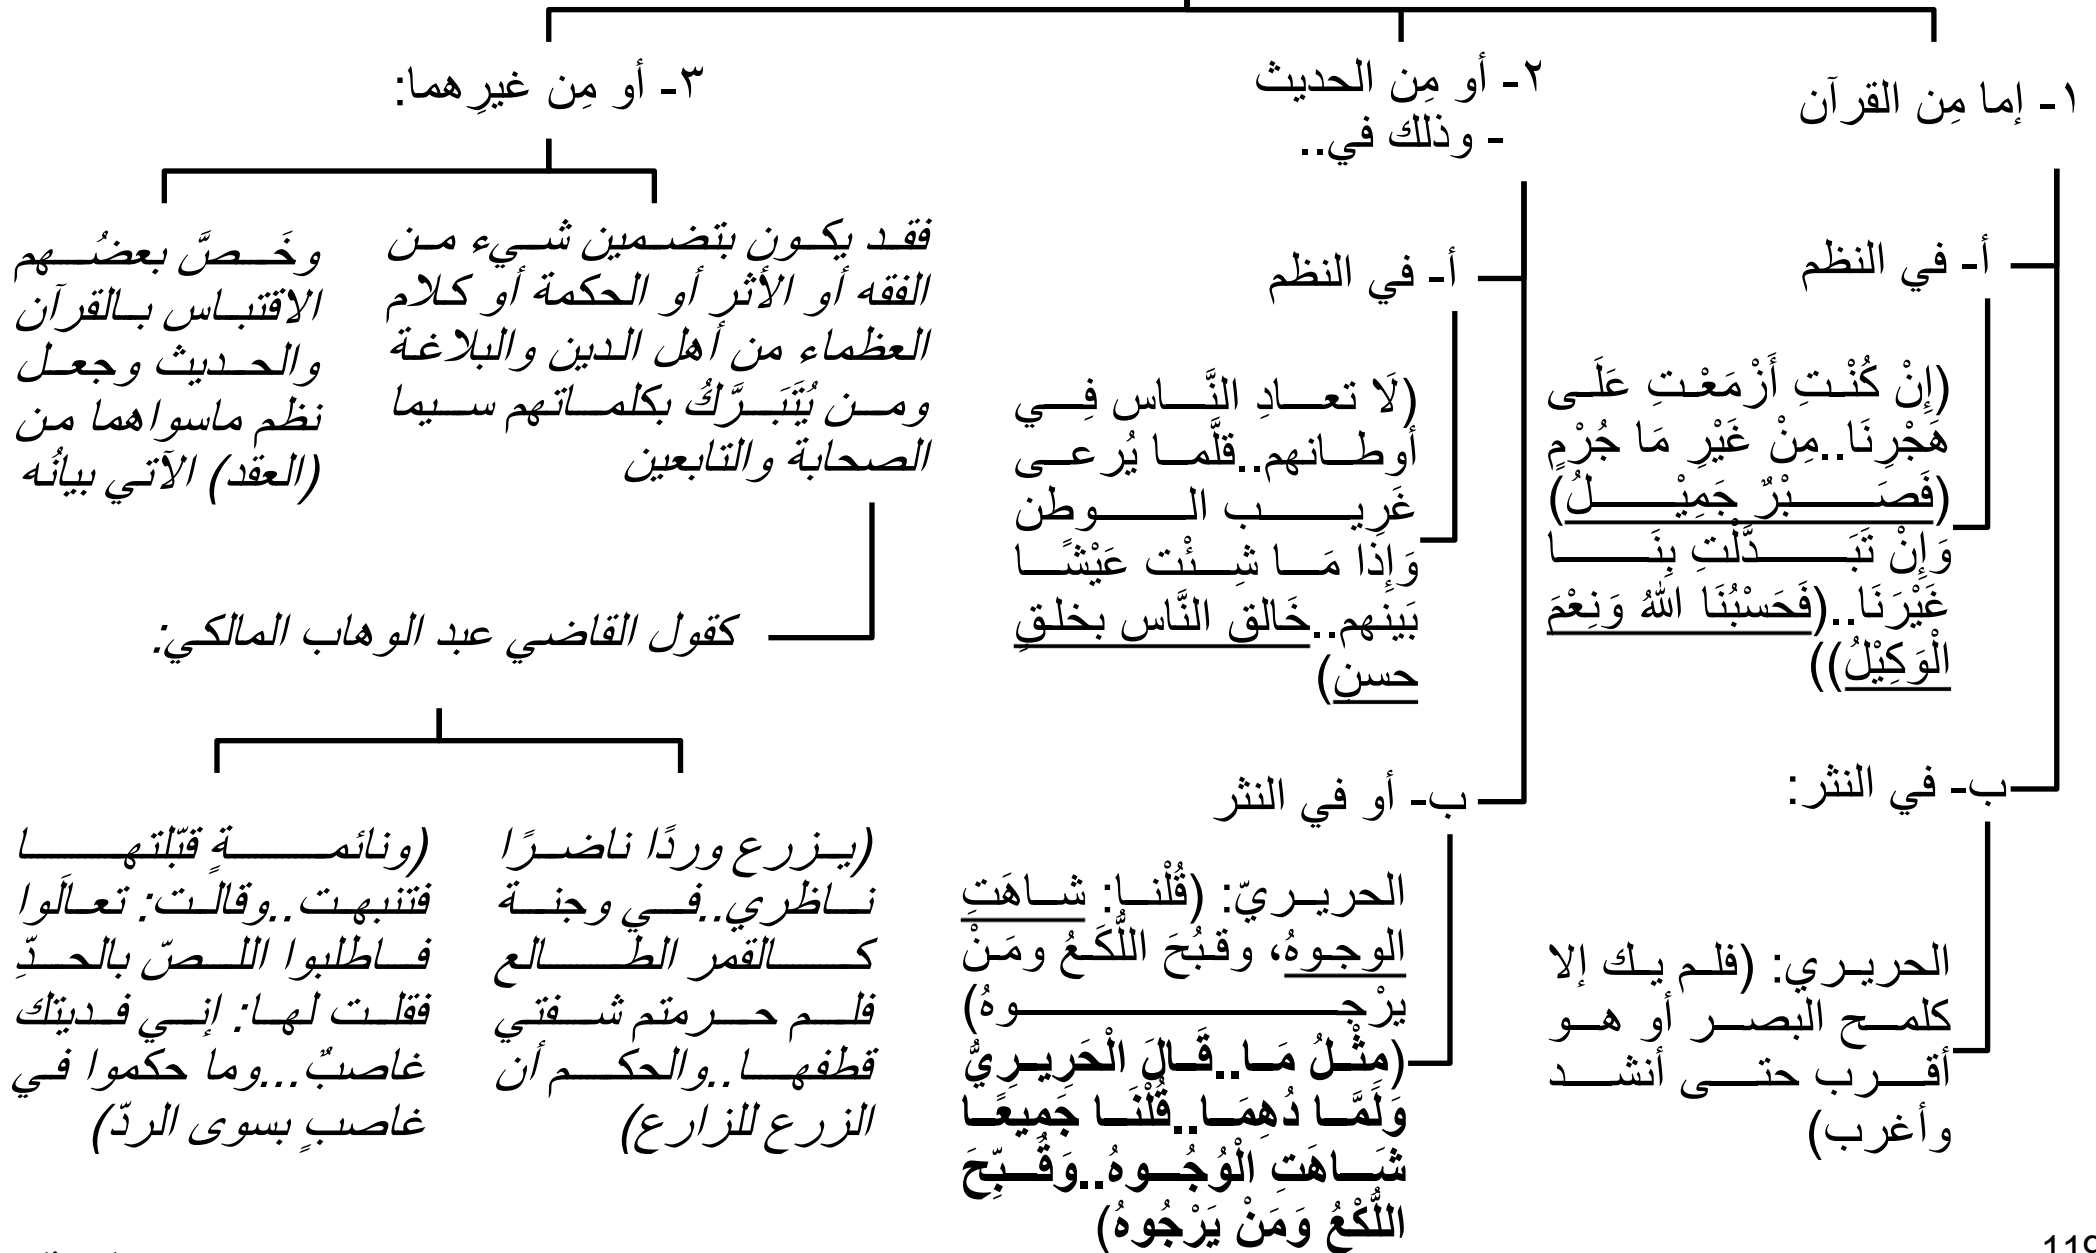 ١- إما مِن القرآن
أ- في النظم
(إِنْ كُنْتِ أَزْمَعْتِ عَلَى
هَجْرِنَا..مِنْ غَيْرِ مَا جُرْمٍ
(فَصَبْرٌ جَمِيْلُ)
وَإِنْ تَبَدَّلْتِ بِنَا
غَيْرَنَا..(فَحَسْبُنَا اللهُ وَنِعْمَ
الْوَكِيْلُ))
ب- في النثر:
الحريري: (فلم يك إلا
كلمح البصر أو هو
أقرب حتى أنشد
وأغرب)
٢- أو مِن الحديث
- وذلك في..
أ- في النظم
(لَا تعادِ النَّاس فِي
أوطانهم..قلَّما يُرعى
غَرِيب الوطن
وَإِذَا مَا شِئْت عَيْشًا
بَينهم..خَالق النَّاس بخلقٍ
حسنِ)
ب- أو في النثر
الحريريّ: (قُلْنا: شاهَتِ
الوجوهُ، وقبُحَ اللُّكَعُ ومَنْ
يرْجوهُ)
(مثْلُ مَا..قَالَ الْحَرِيرِيُّ
وَلَمَّا دُهِمَا..قُلْنَا جَمِيعًا
شَاهَتِ الْوُجُوهُ..وَقُبِّحَ
اللُّكْعُ وَمَنْ يَرْجُوهُ)
٣- أو مِن غيرِهما:
فقد يكون بتضمين شيء من
الفقه أو الأثر أو الحكمة أو كلام
العظماء من أهل الدين والبلاغة
ومن يُتَبَرَّكُ بكلماتهم سيما
الصحابة والتابعين
وخَصَّ بعضُهم
الاقتباس بالقرآن
والحديث وجعل
نظم ماسواهما من
(العقد) الآتي بيانُه
كقول القاضي عبد الوهاب المالكي:
(يزرع وردًا ناضرًا
ناظري..في وجنة
كالقمر الطالع
فلم حرمتم شفتي
قطفها..والحكم أن
الزرع للزارع)
(ونائمةٍ قبّلتها
فتنبهت..وقالت: تعالَوا
فاطلبوا اللصّ بالحدِّ
فقلت لها: إني فديتك
غاصبٌ...وما حكموا في
غاصبٍ بسوى الردّ)